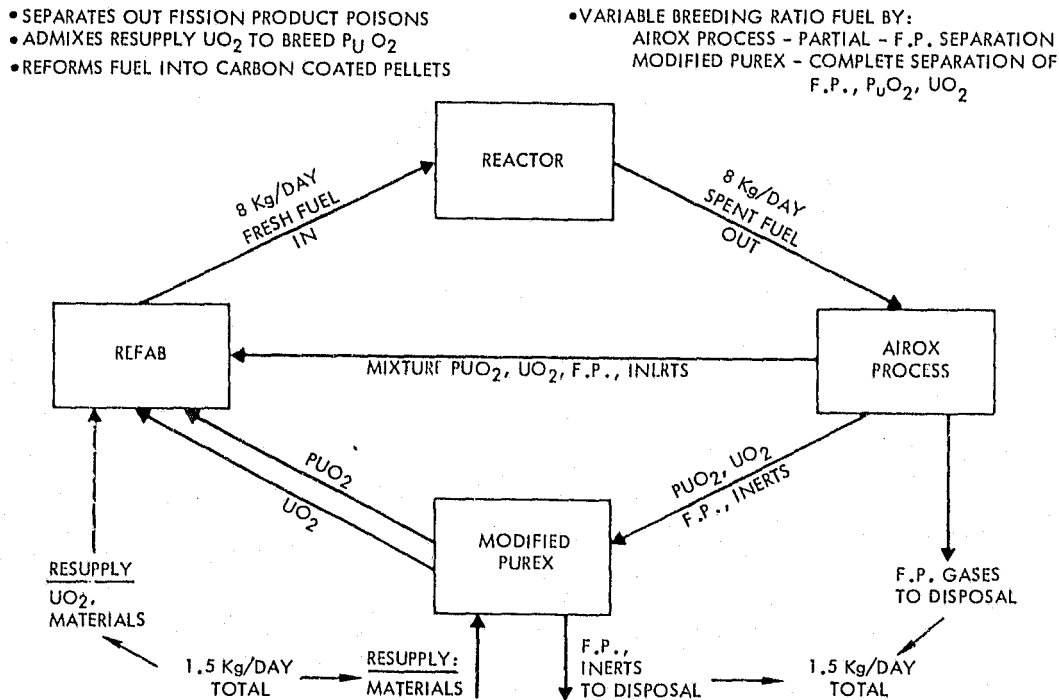 • SEPARATES OUT FISSION PRODUCT POISONS
• ADMIXES RESUPPLY UO₂ TO BREED PU O₂
• REFORMS FUEL INTO CARBON COATED PELLETS
• VARIABLE BREEDING RATIO FUEL BY:
AIROX PROCESS - PARTIAL - F.P. SEPARATION
MODIFIED PUREX - COMPLETE SEPARATION OF
F.P., PUO₂, UO₂
REACTOR
8 Kg/DAY
FRESH FUEL
IN
8 Kg/DAY
SPENT FUEL
OUT
REFAB
AIROX
PROCESS
MIXTURE PUO₂, UO₂, F.P., INERTS
PUO₂
UO₂
PUO₂, UO₂
F.P., INERTS
MODIFIED
PUREX
RESUPPLY
UO₂,
MATERIALS
F.P. GASES
TO DISPOSAL
1.5 Kg/DAY
TOTAL
RESUPPLY:
MATERIALS
F.P.,
INERTS
TO DISPOSAL
1.5 Kg/DAY
TOTAL